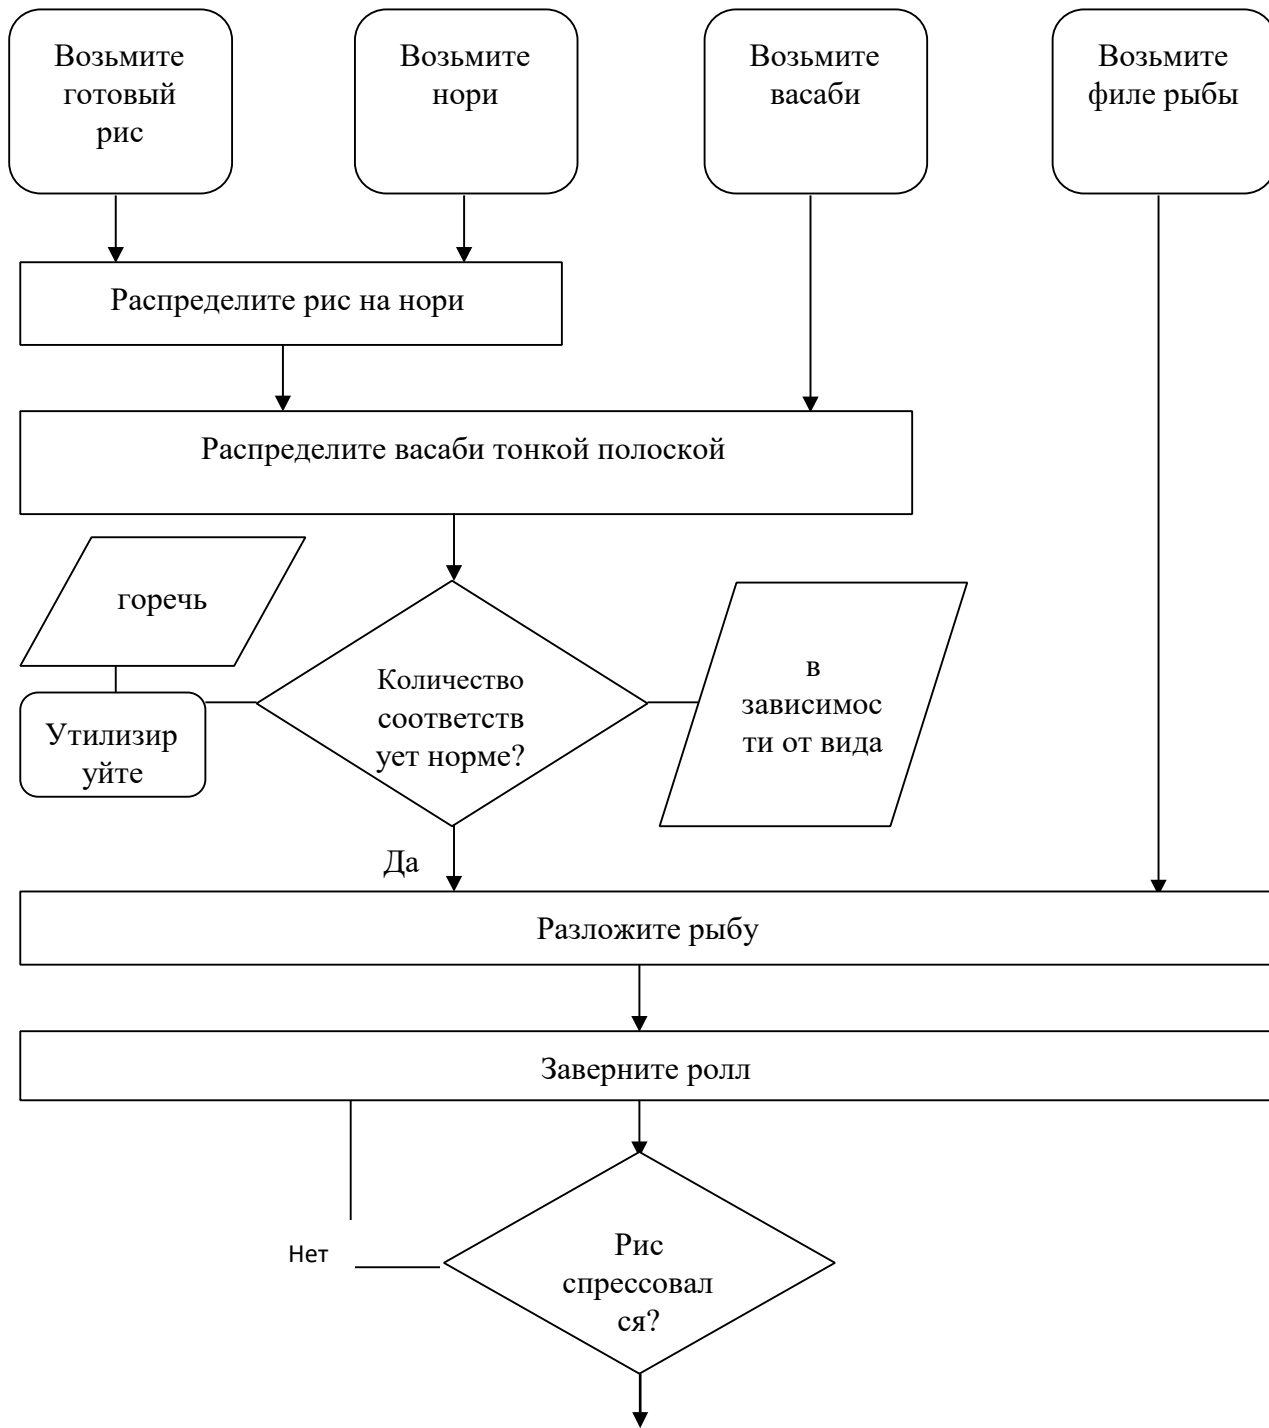 Возьмите
готовый
рис
Возьмите
нори
Возьмите
васаби
Возьмите
филе рыбы
Распределите рис на нори
Распределите васаби тонкой полоской
горечь
Утилизир
уйте
Количество
соответств
ует норме?
в
зависимос
ти от вида
Да
Разложите рыбу
Заверните ролл
Нет
Рис
спрессовал
ся?